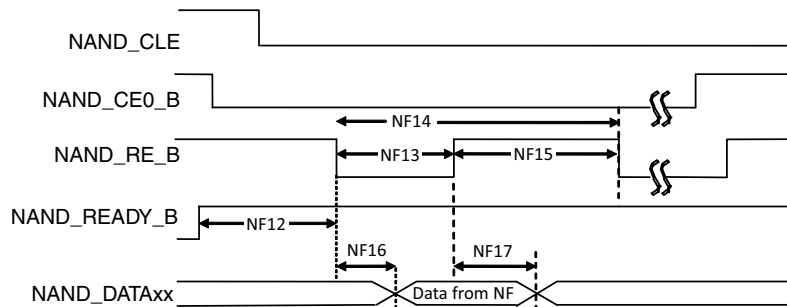 NAND_CLE
NAND_CE0_B
NF14
NAND_RE_B
NF13
NF15
NAND_READY_B
NF12
NF16
NF17
NAND_DATAxx
Data from NF